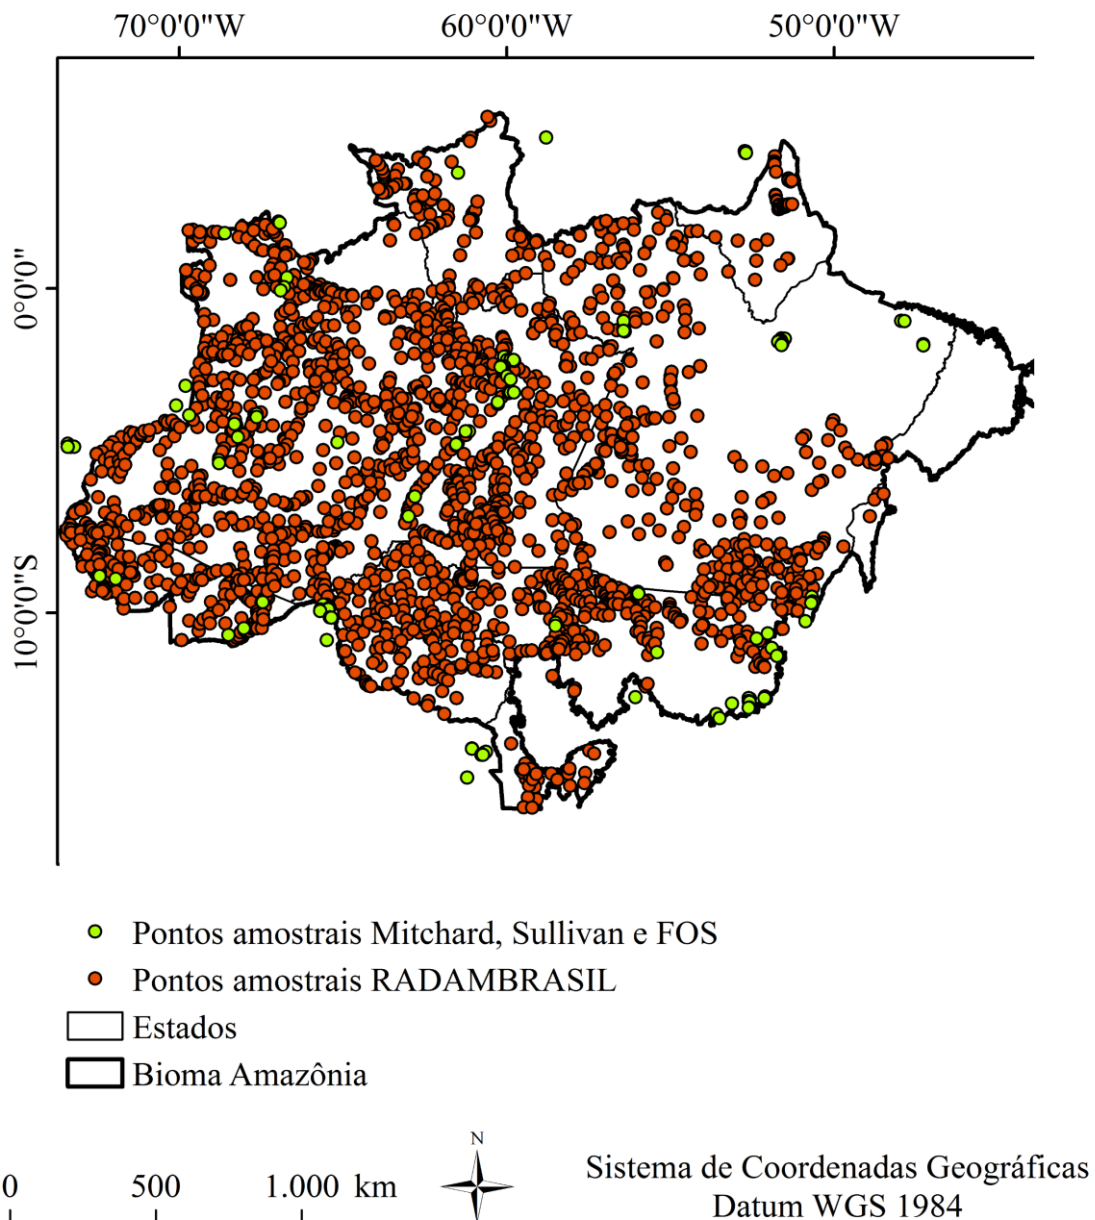 70°0'0"W 60°0'0"W 50°0'0"W
0°0'0"
10°0'0"S
Pontos amostrais Mitchard, Sullivan e FOS
Pontos amostrais RADAMBRASIL
Estados
Bioma Amazônia
N
0 500 1.000 km
Sistema de Coordenadas Geográficas
Datum WGS 1984